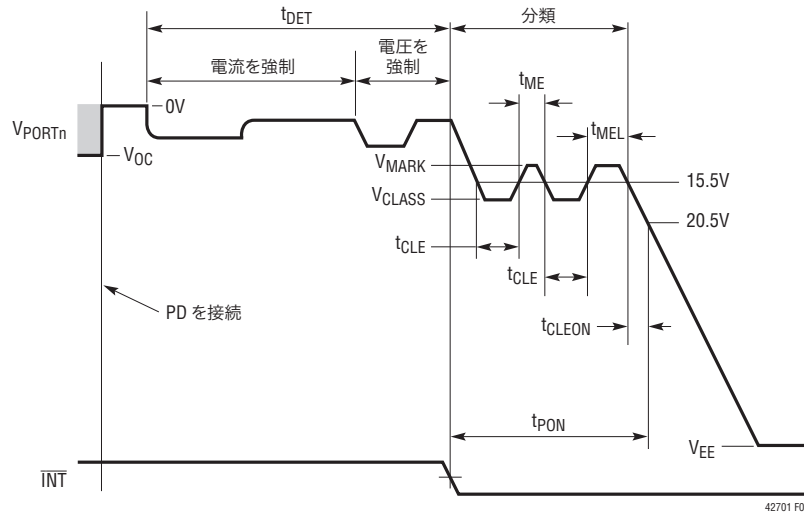 tDET
分類
電流を強制
電圧を
強制
tME
0V
VPORTn
VOC
tMEL
VMARK
15.5V
VCLASS
20.5V
tCLE
tCLE
PD を接続
tCLEON
tPON
VEE
INT
42701 F0